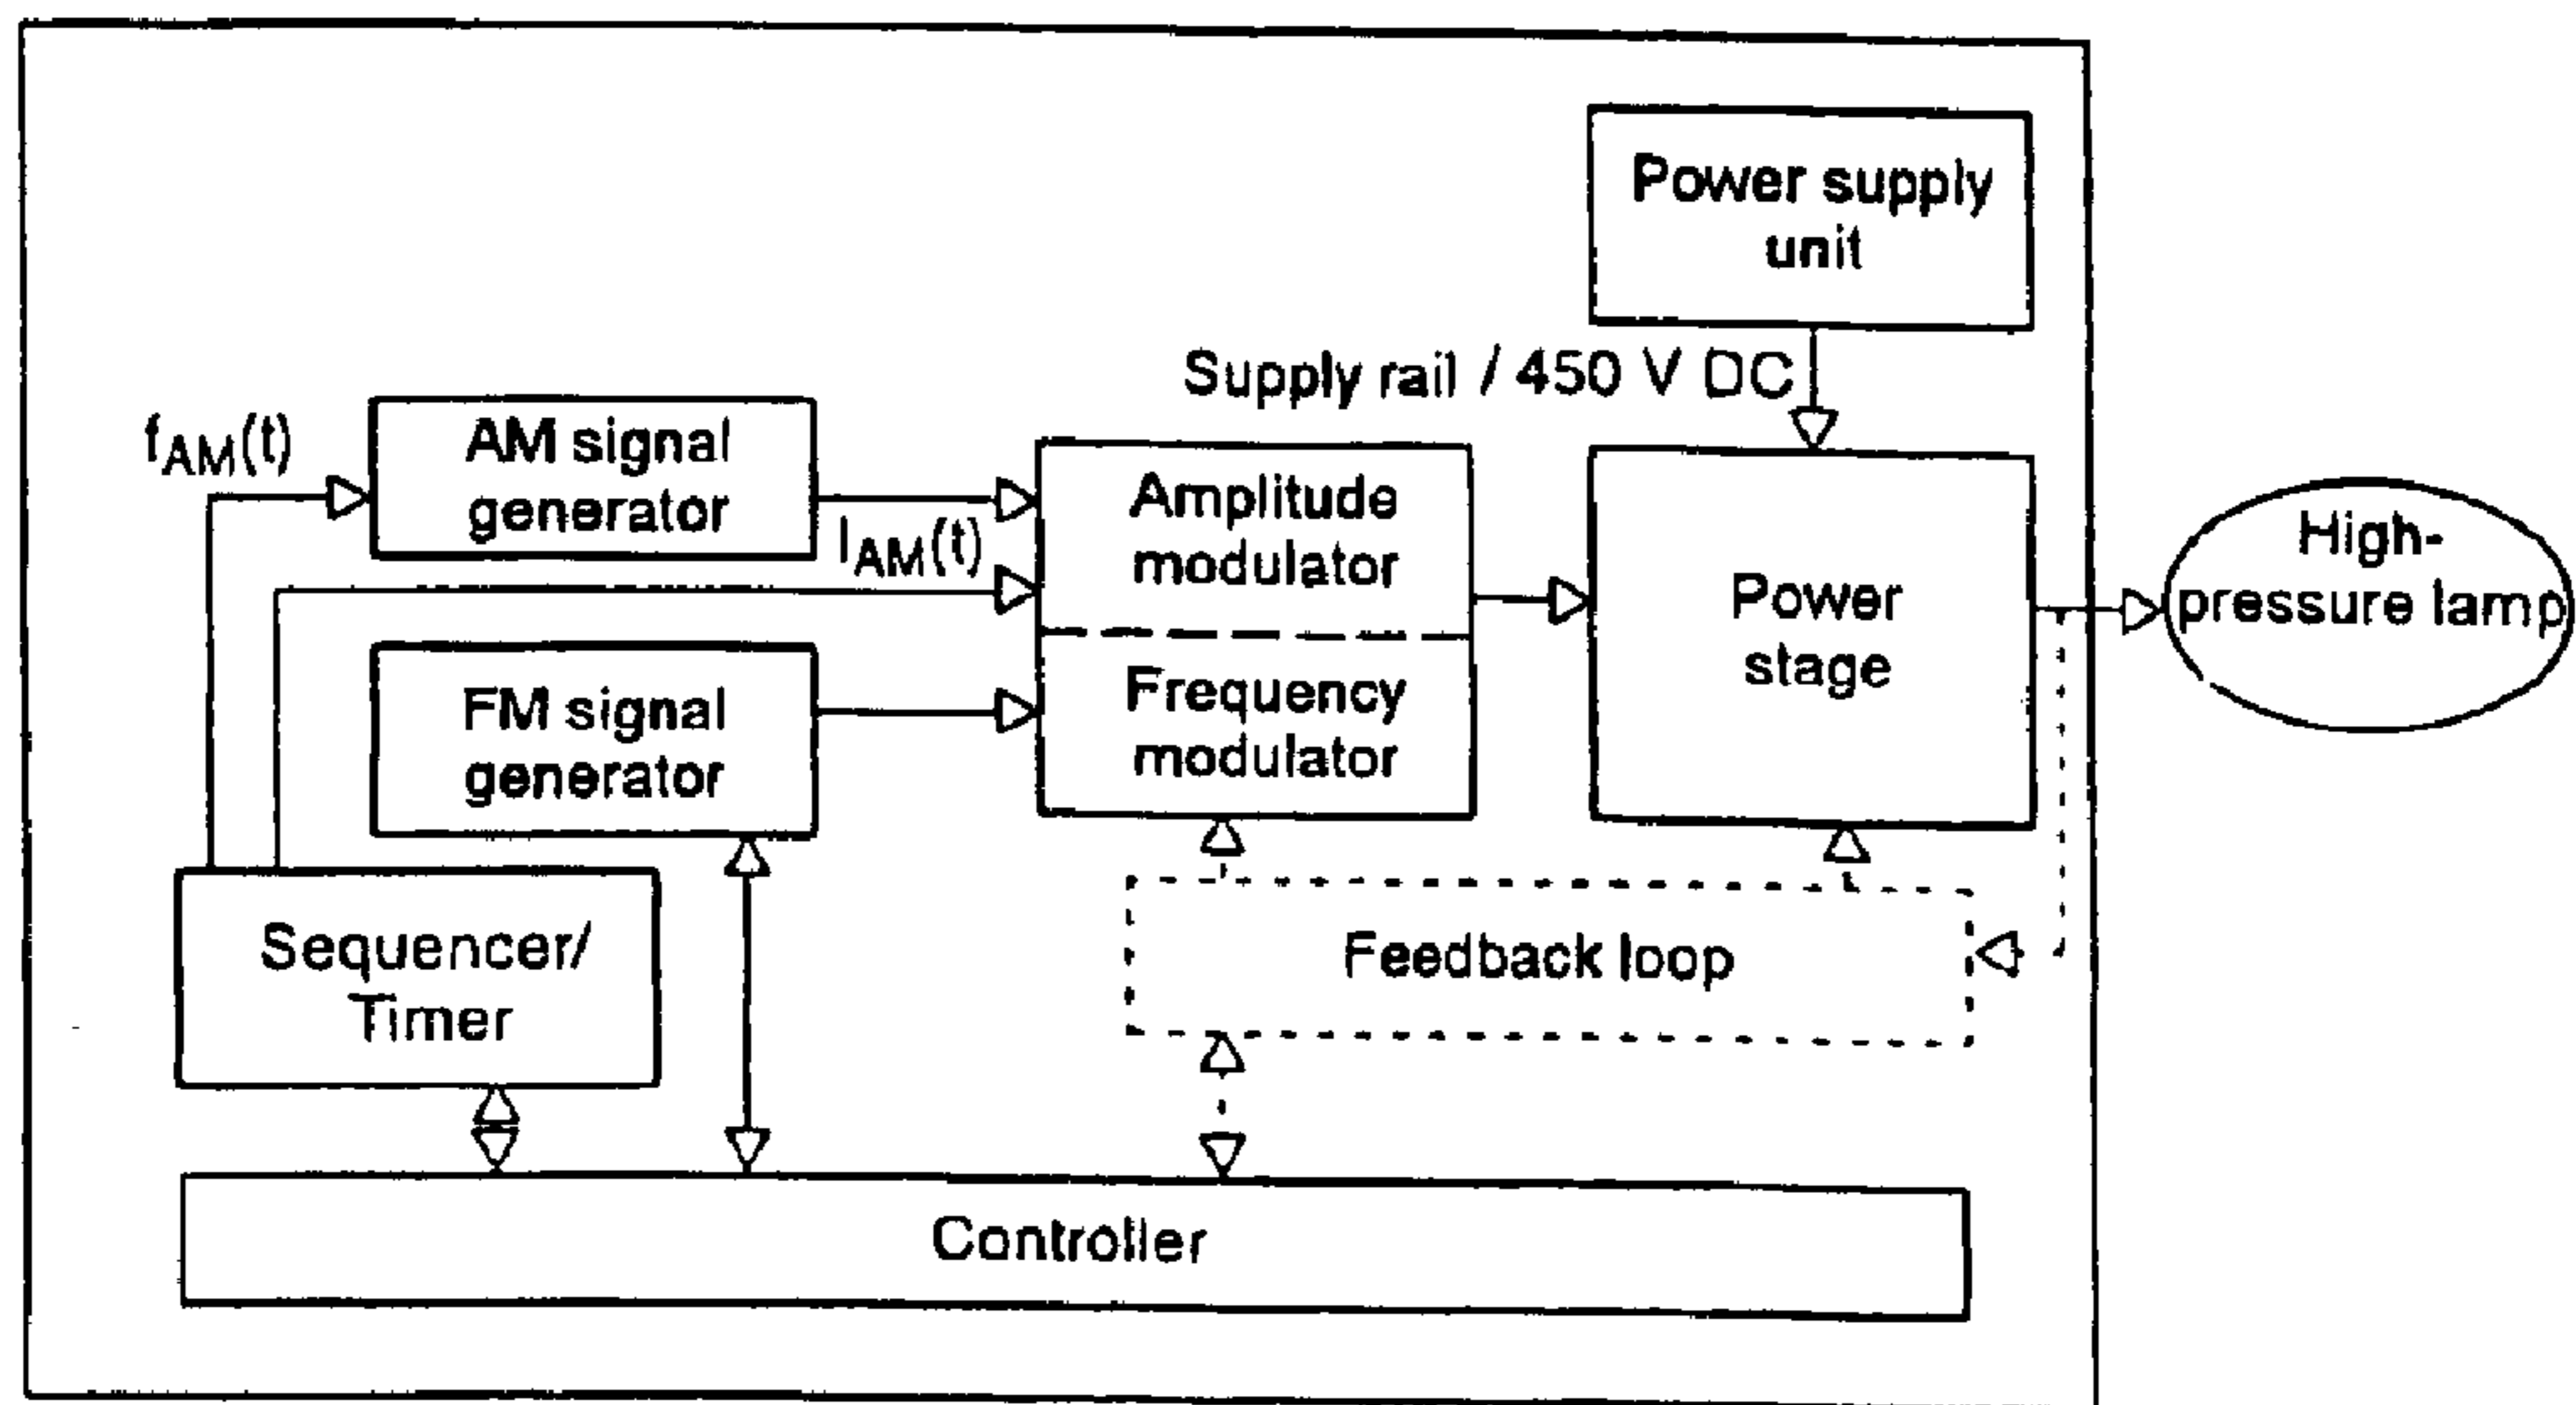 Power supply
unit
Supply rail / 450 V DC
fAM(t)
AM signal
generator
IAM(t)
Amplitude
modulator
Frequency
modulator
Power
stage
High-
pressure lamp
FM signal
generator
Sequencer/
Timer
Feedback loop
Controller